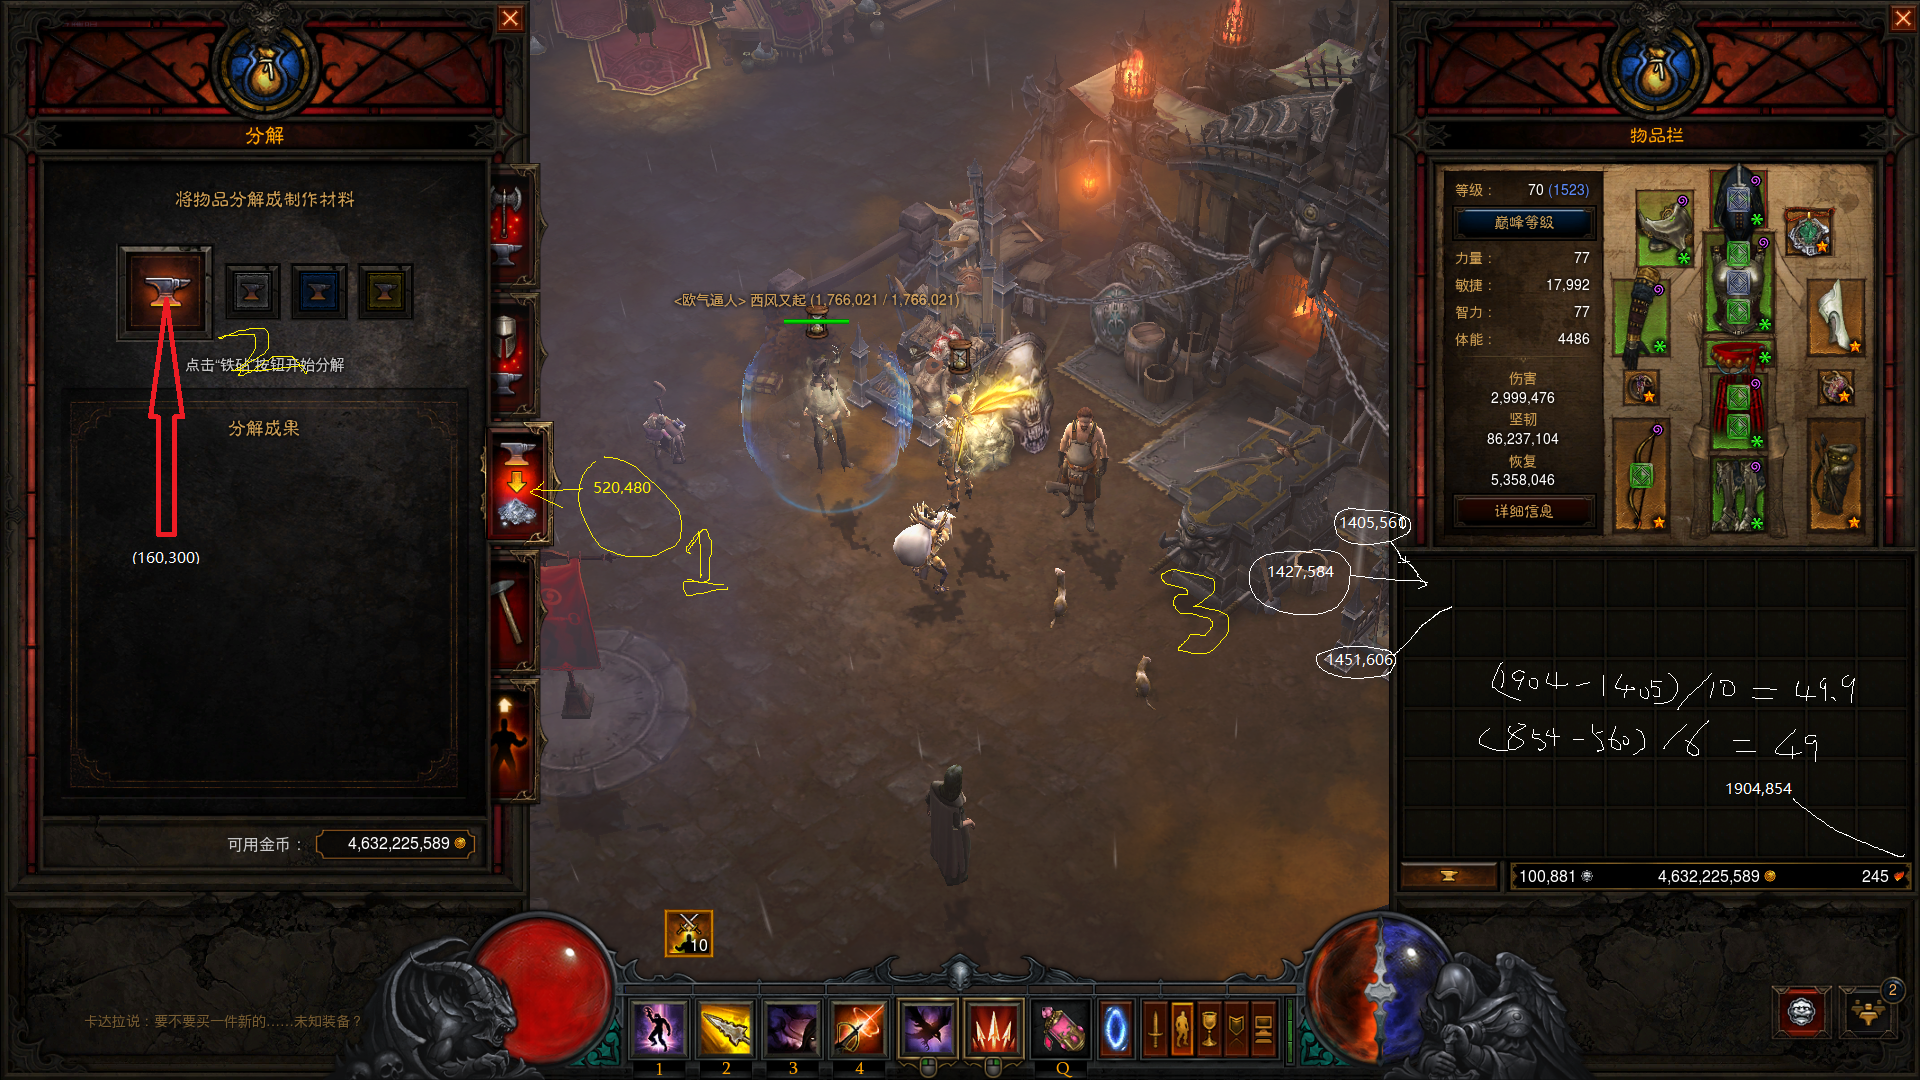 分解
将物品分解成制作材料
2
点击“铁砧”按钮开始分解
分解成果
(160,300)
520,480
1
可用金币：
4,632,225,589
<欧气逼人> 西风又起 (1,766,021 / 1,766,021)
物品栏
等级： 70 (1523)
巅峰等级
力量： 77
敏捷： 17,992
智力： 77
体能： 4486
伤害
2,999,476
坚韧
86,237,104
恢复
5,358,046
详细信息
1405,560
1427,584
3
1451,606
(1904-1405)/10=49.9
(854-560)/6=49
1904,854
100,881
4,632,225,589
245
10
卡达拉说：要不要买一件新的……未知装备？
1
2
3
4
Q
2